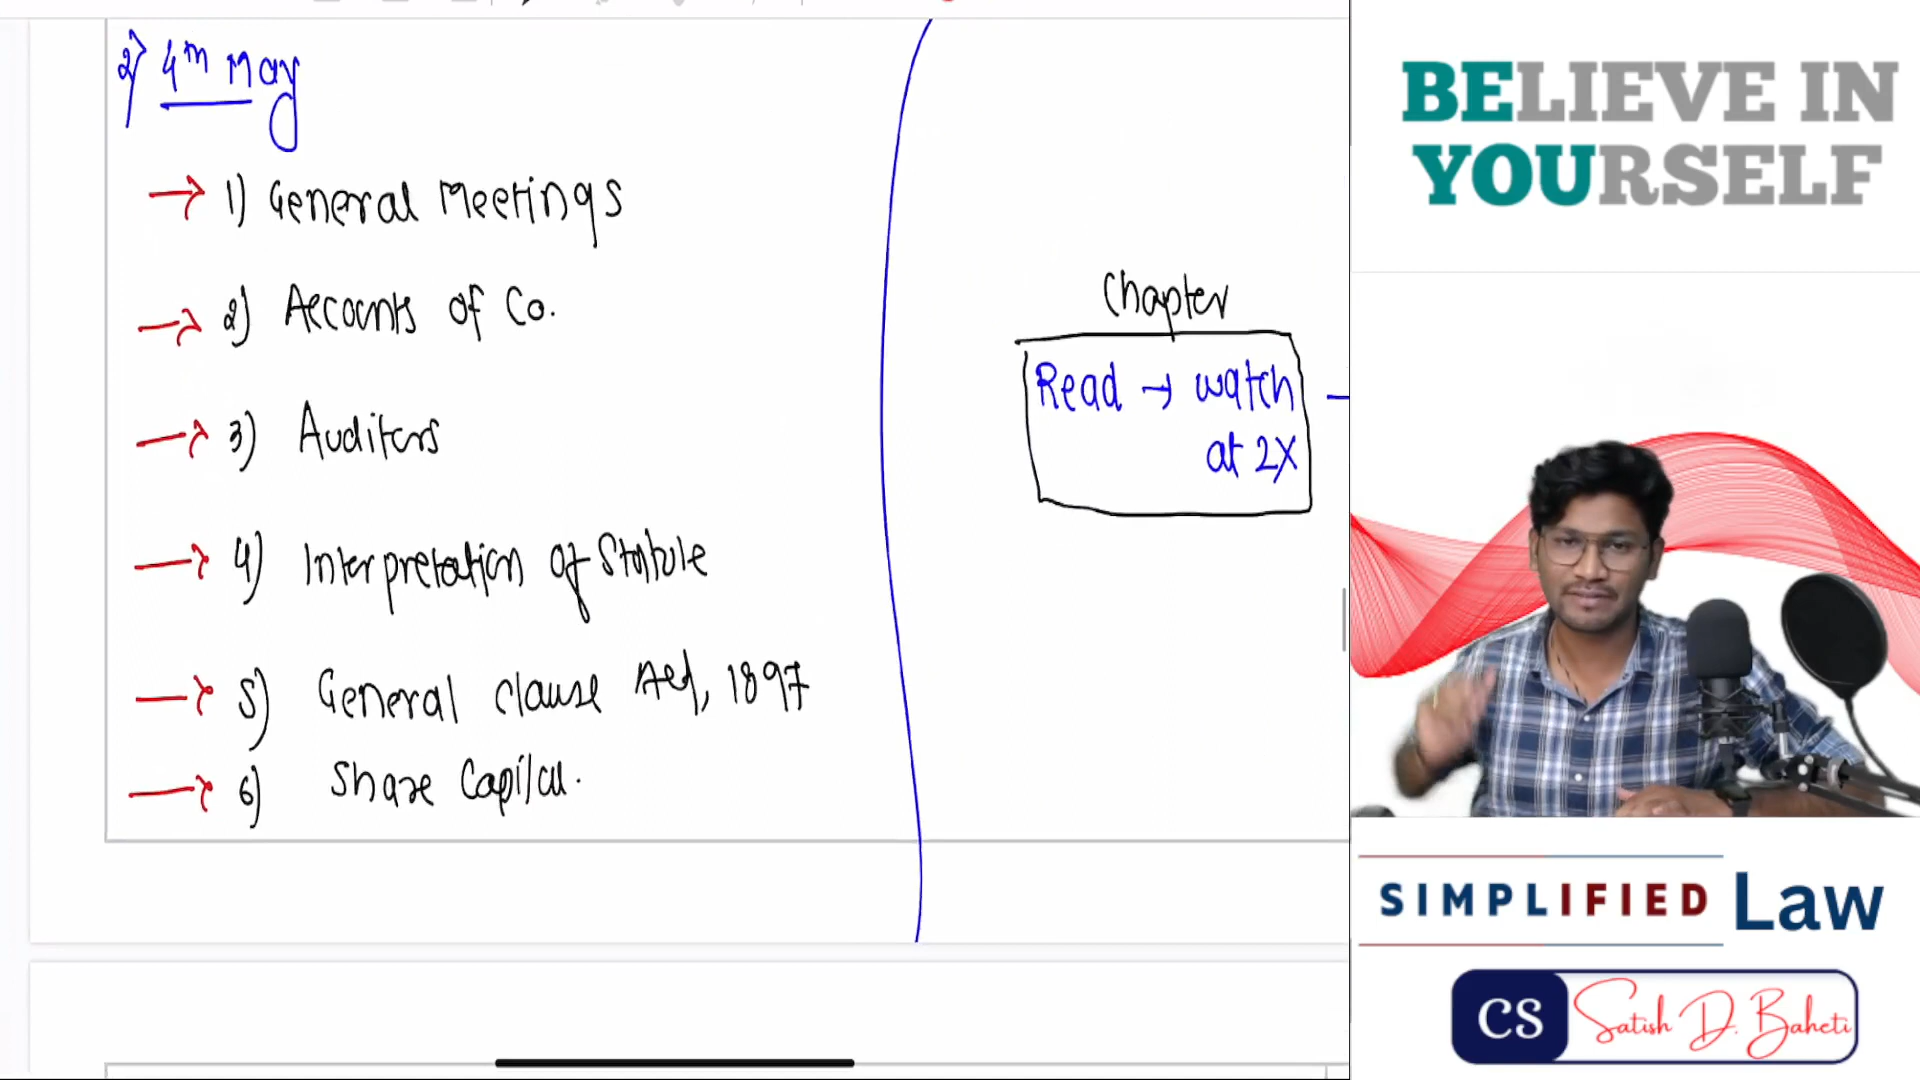 2) 4th May
→ 1) General Meetings
→ 2) Accounts of Co.
→ 3) Auditors
→ 4) Interpretation of Statute
→ 5) General Clause Act, 1897
→ 6) Share Capital.
Chapter
Read → watch
at 2X
BELIEVE IN
YOURSELF
SIMPLIFIED Law
CS Satish D. Baheti